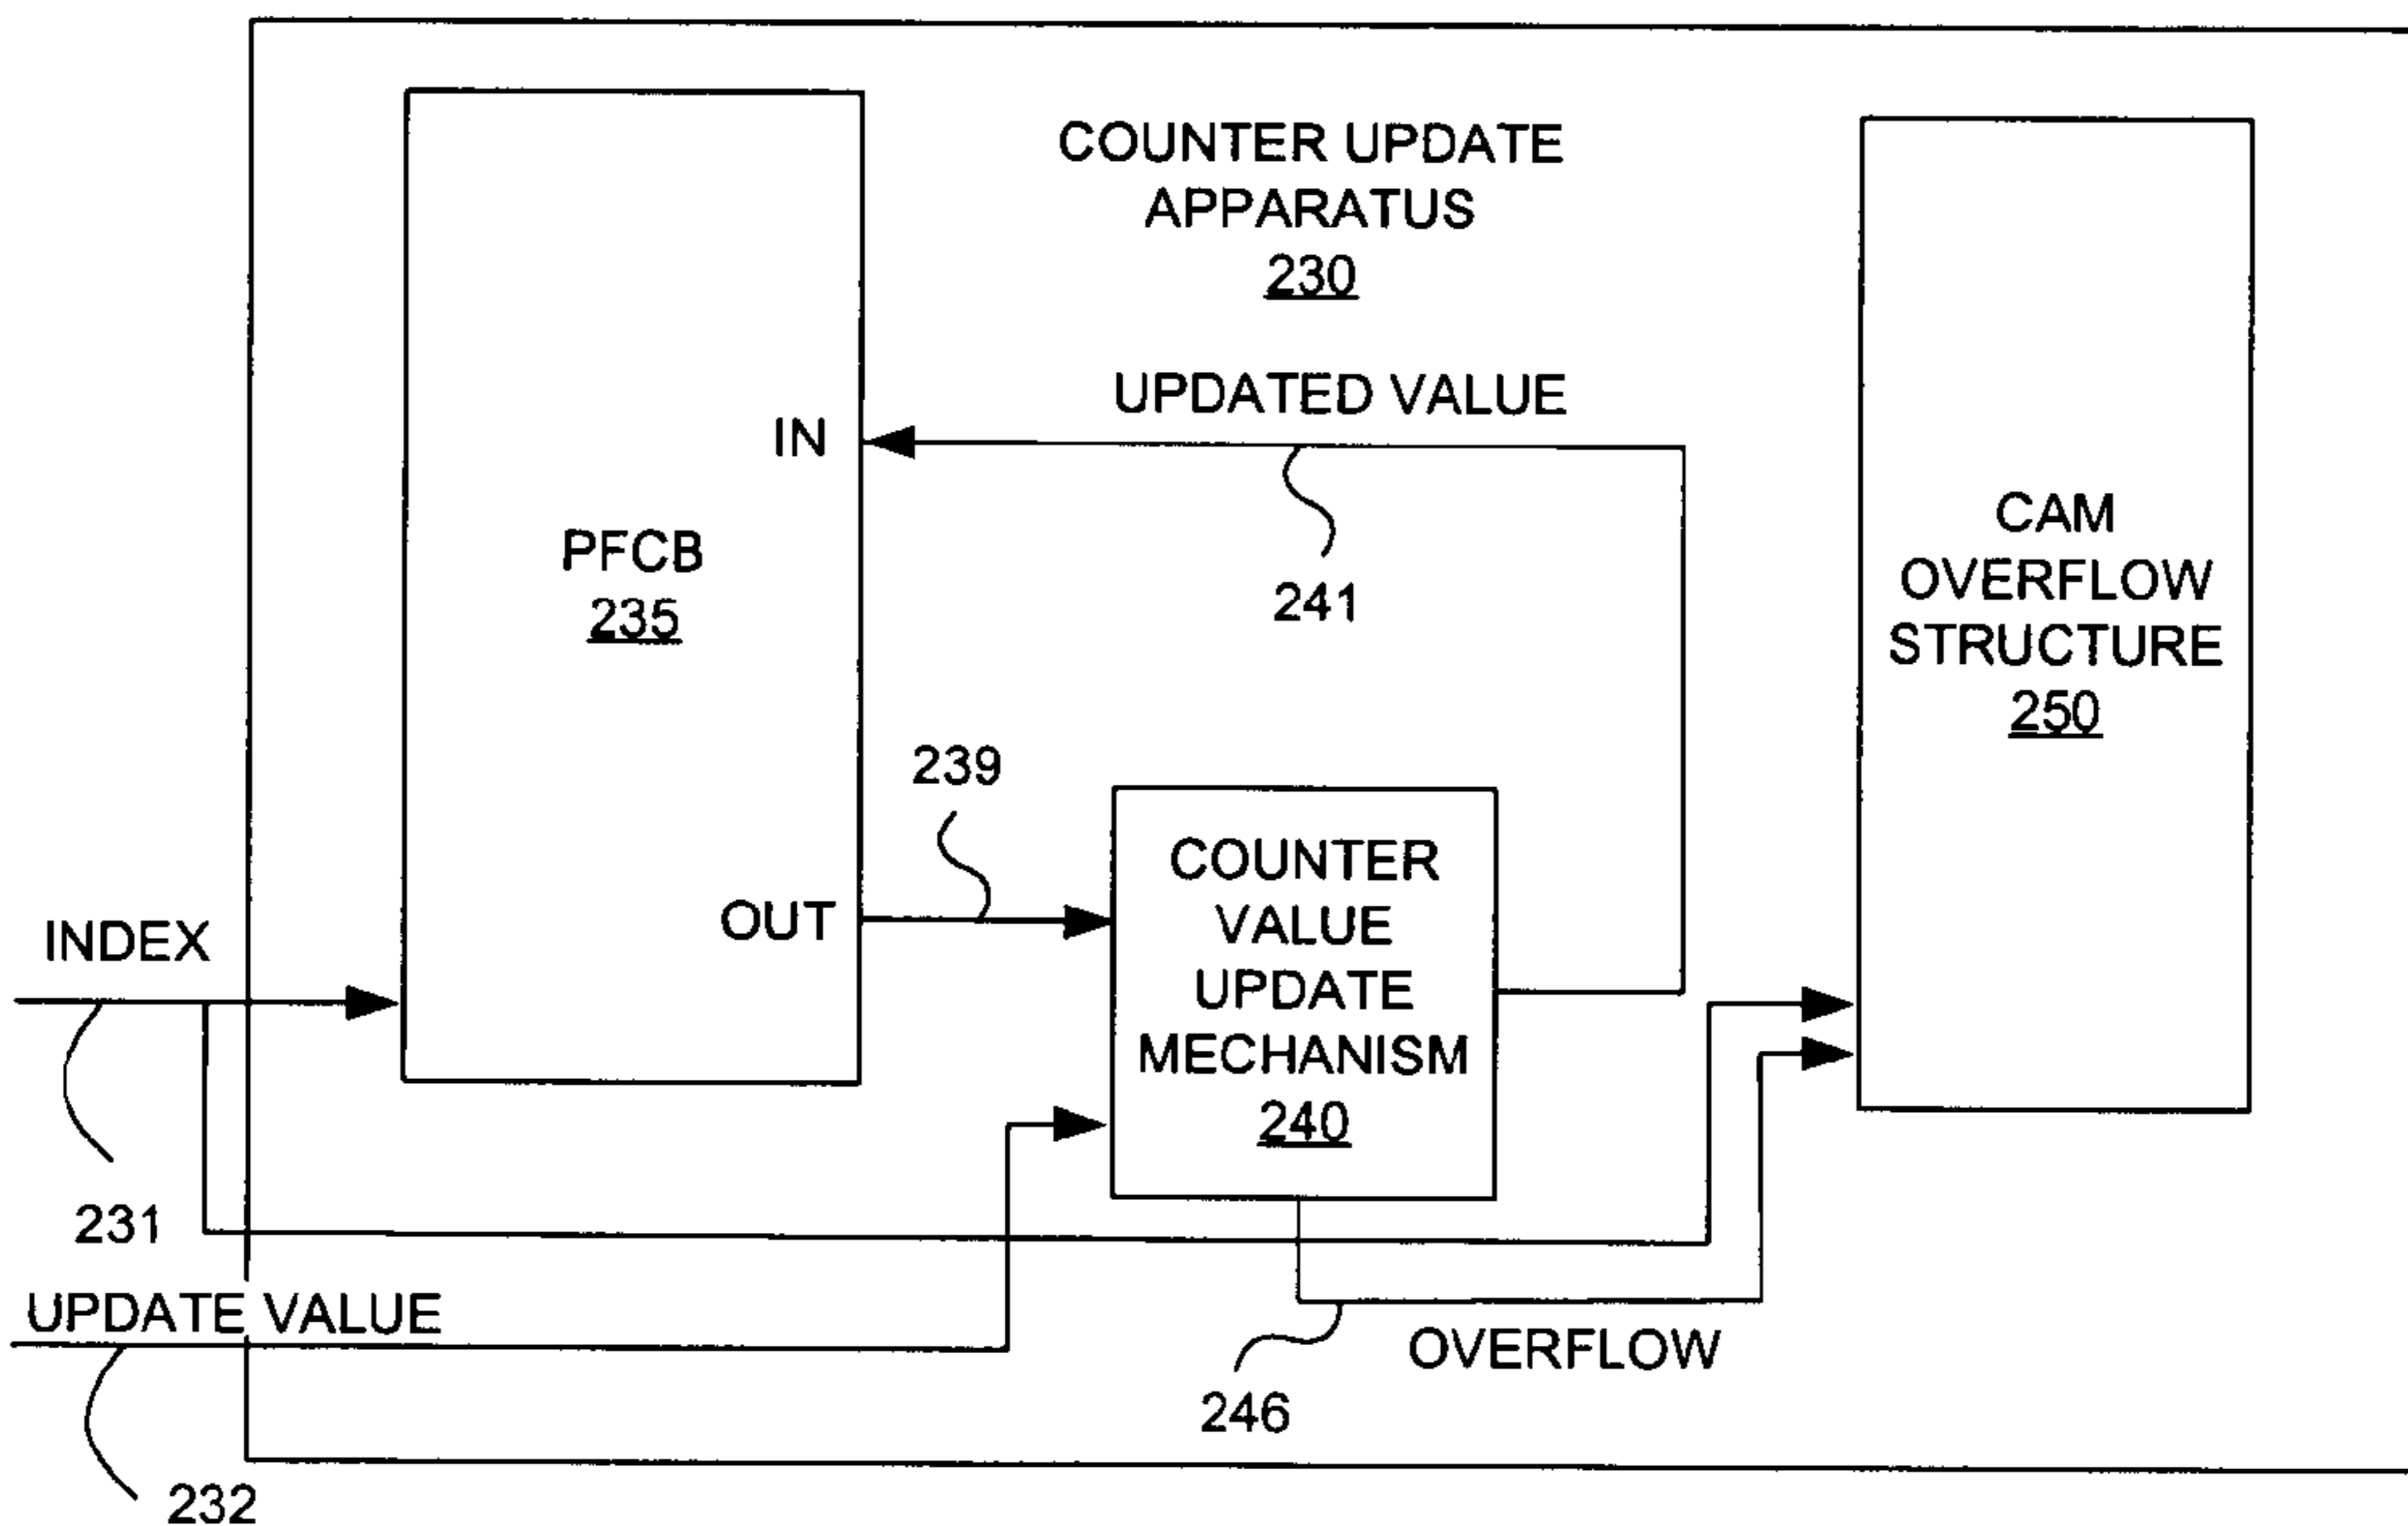 COUNTER UPDATE
APPARATUS
230
UPDATED VALUE
IN
241
PFCB
235
CAM
OVERFLOW
STRUCTURE
250
239
OUT
COUNTER
VALUE
UPDATE
MECHANISM
240
INDEX
231
UPDATE VALUE
232
OVERFLOW
246